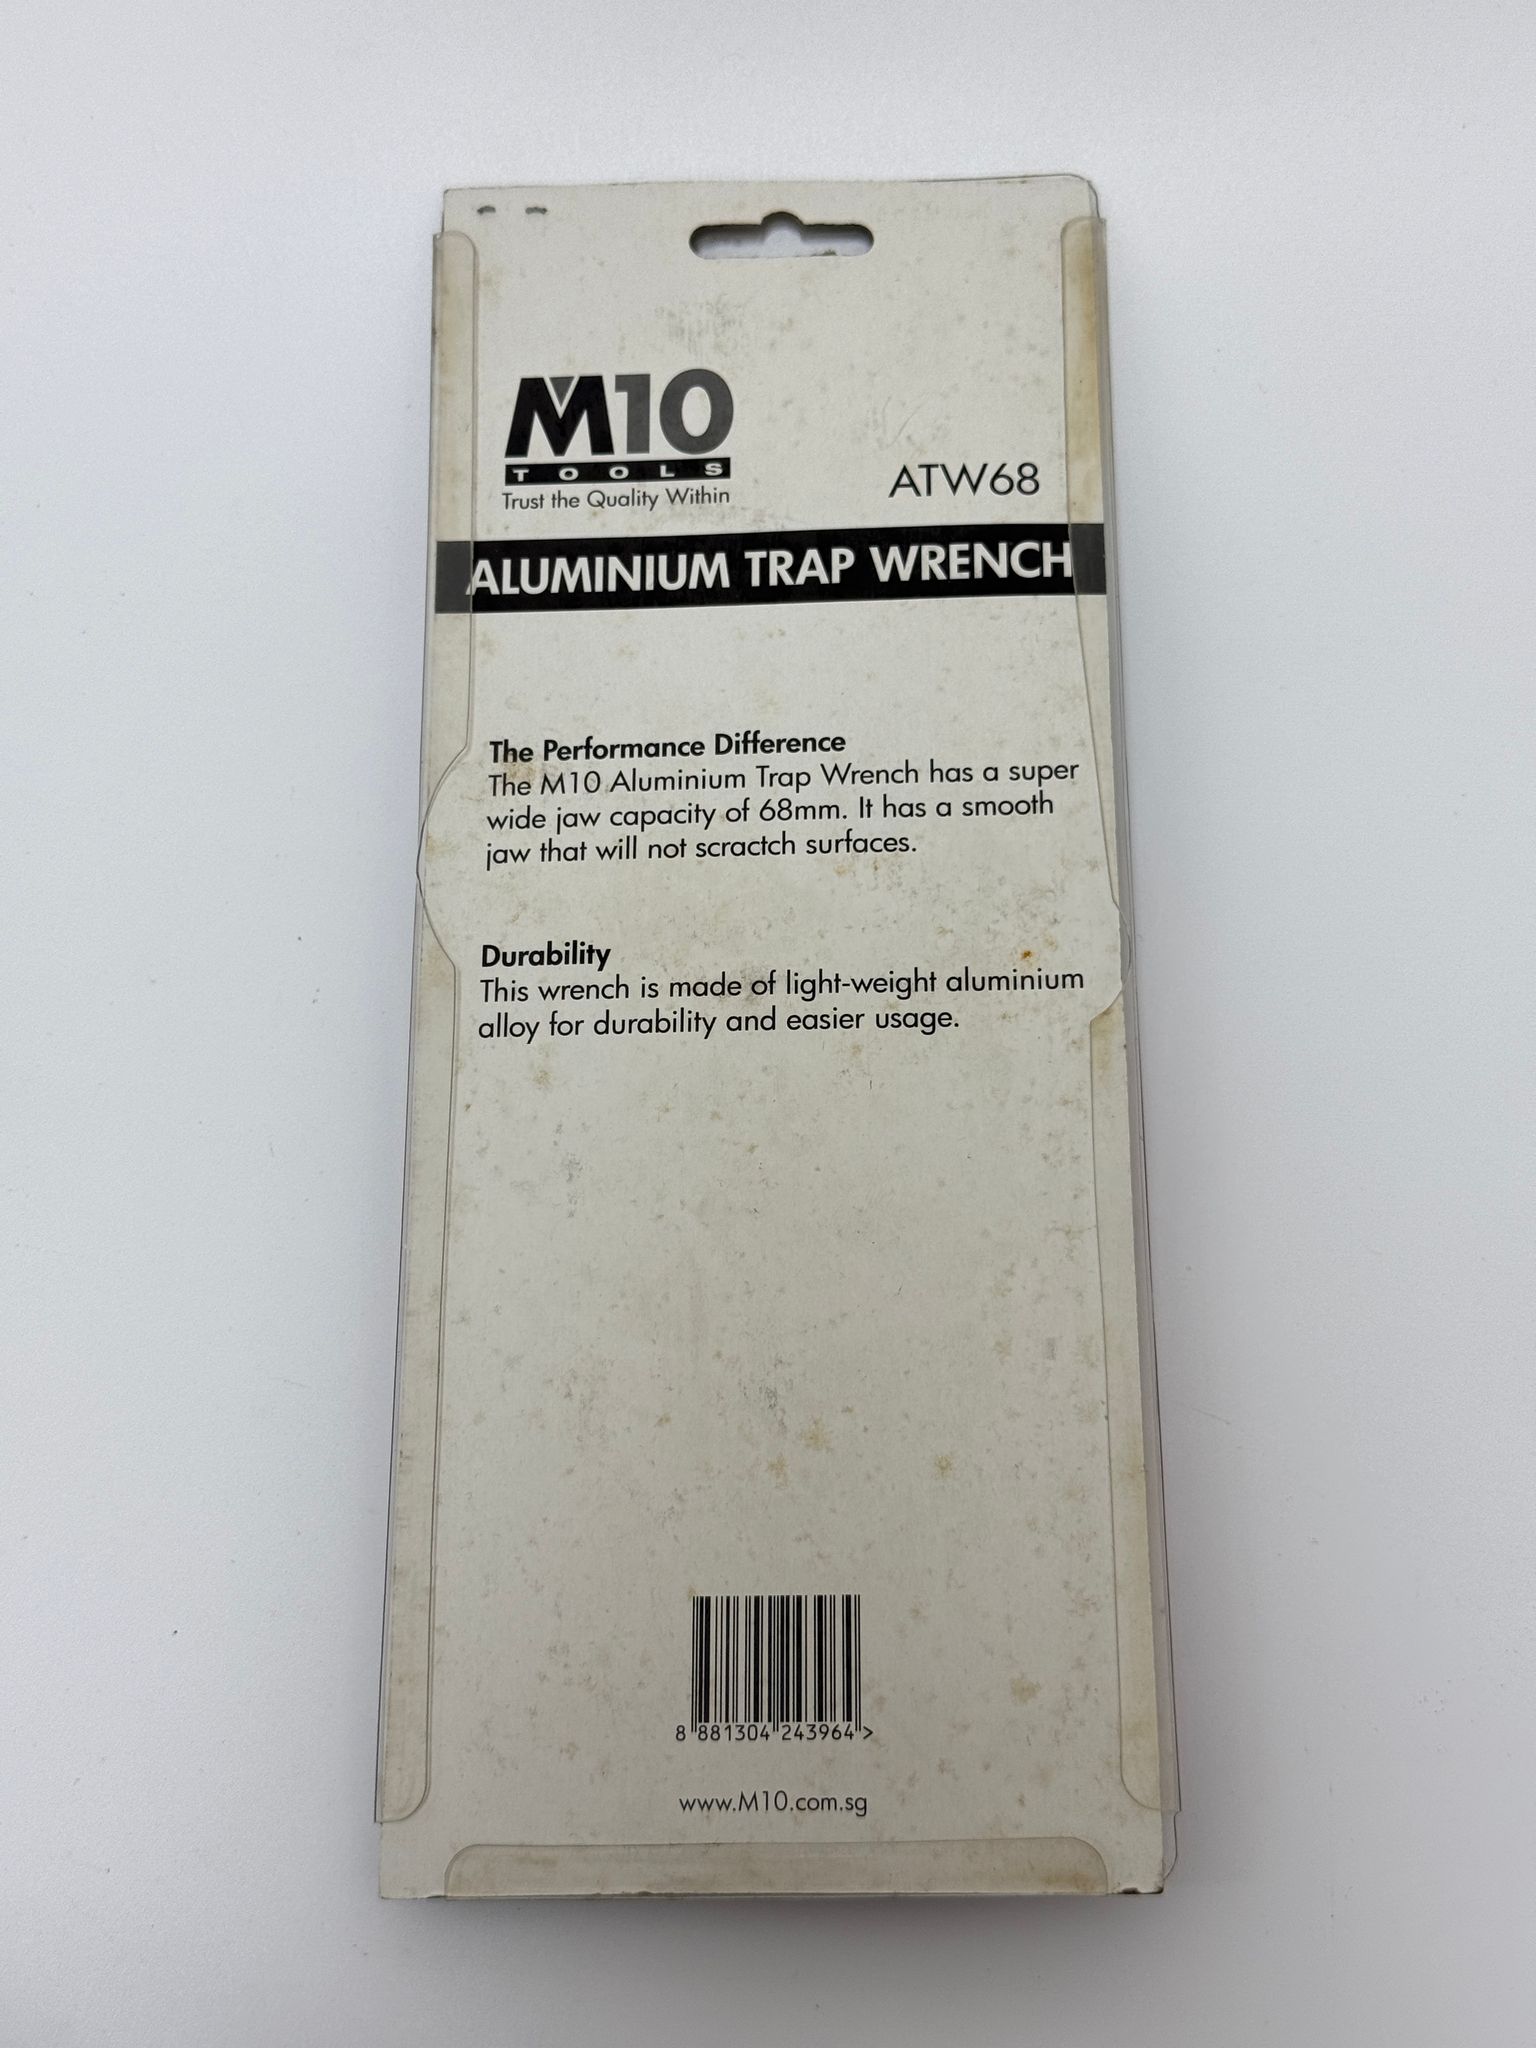 M10
TOOLS
Trust the Quality Within
ATW68
ALUMINIUM TRAP WRENCH
The Performance Difference
The M10 Aluminium Trap Wrench has a super
wide jaw capacity of 68mm. It has a smooth
jaw that will not scractch surfaces.
Durability
This wrench is made of light-weight aluminium
alloy for durability and easier usage.
8 881304 243964 >
www.M10.com.sg